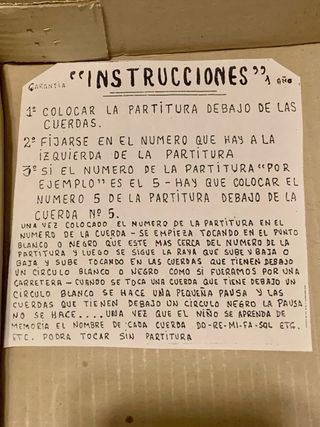 GARANTIA "INSTRUCCIONES" 1 AÑO
1º COLOCAR LA PARTITURA DEBAJO DE LAS
CUERDAS.
2º FIJARSE EN EL NUMERO QUE HAY A LA
IZQUIERDA DE LA PARTITURA
3º SI EL NUMERO DE LA PARTITURA "POR
EJEMPLO" ES EL 5 - HAY QUE COLOCAR EL
NUMERO 5 DE LA PARTITURA DEBAJO DE LA
CUERDA Nº 5.
UNA VEZ COLOCADO EL NUMERO DE LA PARTITURA EN EL
NUMERO DE LA CUERDA - SE EMPIEZA TOCANDO EN EL PUNTO
BLANCO O NEGRO QUE ESTE MAS CERCA DEL NUMERO DE LA
PARTITURA Y LUEGO SE SIGUE LA RAYA QUE SUBE Y BAJA O
BAJA Y SUBE TOCANDO EN LAS CUERDAS QUE TIENEN DEBAJO
UN CIRCULO BLANCO O NEGRO COMO SI FUERAMOS POR UNA
CARRETERA - CUANDO SE TOCA UNA CUERDA QUE TIENE DEBAJO UN
CIRCULO BLANCO SE HACE UNA PEQUEÑA PAUSA Y LAS
CUERDAS QUE TIENEN DEBAJO UN CIRCULO NEGRO LA PAUSA
NO SE HACE.... UNA VEZ QUE EL NIÑO SE APRENDA DE
MEMORIA EL NOMBRE DE CADA CUERDA DO-RE-MI-FA-SOL ETC.
ETC. PODRA TOCAR SIN PARTITURA